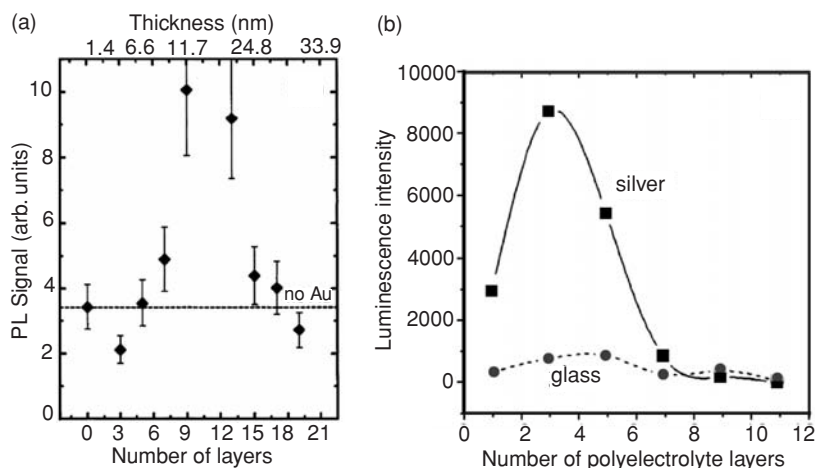 (a)
Thickness (nm)
1.4 6.6 11.7 24.8 33.9
10
8
6
4
2
0
PL Signal (arb. units)
no Au
0 3 6 9 12 15 18 21
Number of layers
(b)
10000
8000
6000
4000
2000
0
Luminescence intensity
silver
glass
0 2 4 6 8 10 12
Number of polyelectrolyte layers